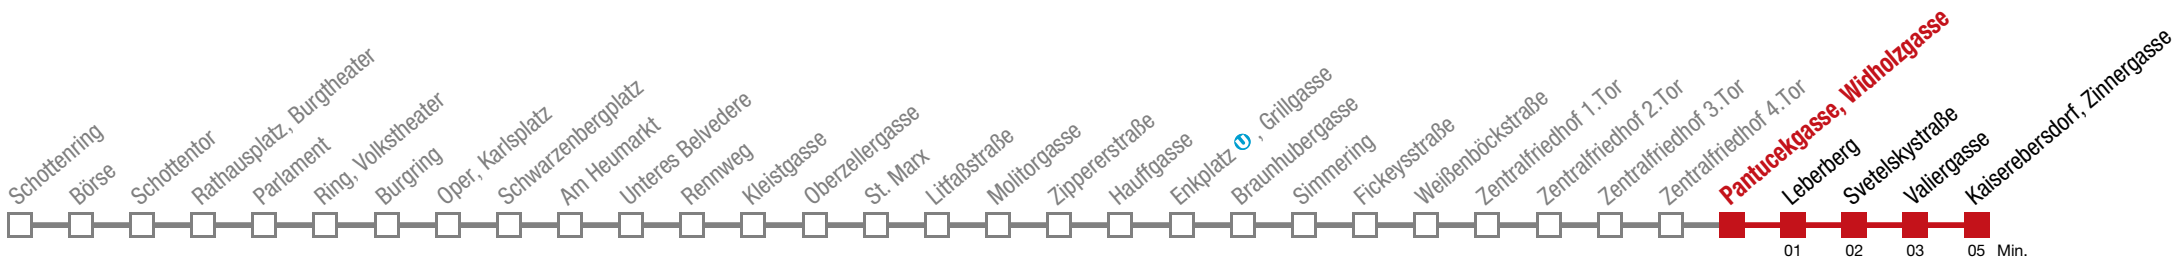 Schottenring
Börse
Schottentor
Rathausplatz, Burgtheater
Parlament
Ring, Volkstheater
Burgring
Oper, Karlsplatz
Schwarzenbergplatz
Am Heumarkt
Unteres Belvedere
Rennweg
Kleistgasse
Oberzellergasse
St. Marx
Litfaßstraße
Molitorgasse
Zippererstraße
Hauffgasse
Enkplatz U , Grillgasse
Braunhubergasse
Simmering
Fickeysstraße
Weißenböckstraße
Zentralfriedhof 1.Tor
Zentralfriedhof 2.Tor
Zentralfriedhof 3.Tor
Zentralfriedhof 4.Tor
Pantucekgasse, Widholzgasse
Leberberg
Svetelskystraße
Valiergasse
Kaiserebersdorf, Zinnergasse
01 02 03 05 Min.